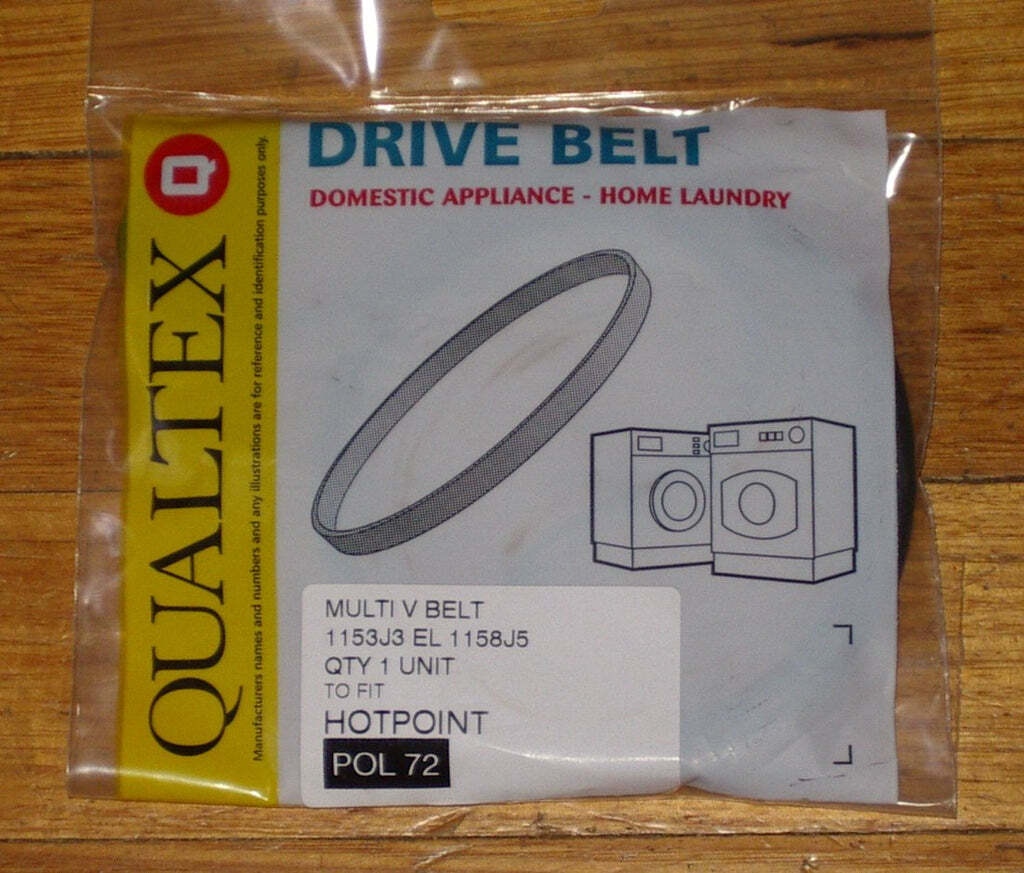 DRIVE BELT
DOMESTIC APPLIANCE - HOME LAUNDRY
Q
QUALTEX
Manufacturers names and numbers and any illustrations are for reference and identification purposes only.
MULTI V BELT
1153J3 EL 1158J5
QTY 1 UNIT
TO FIT
HOTPOINT
POL 72